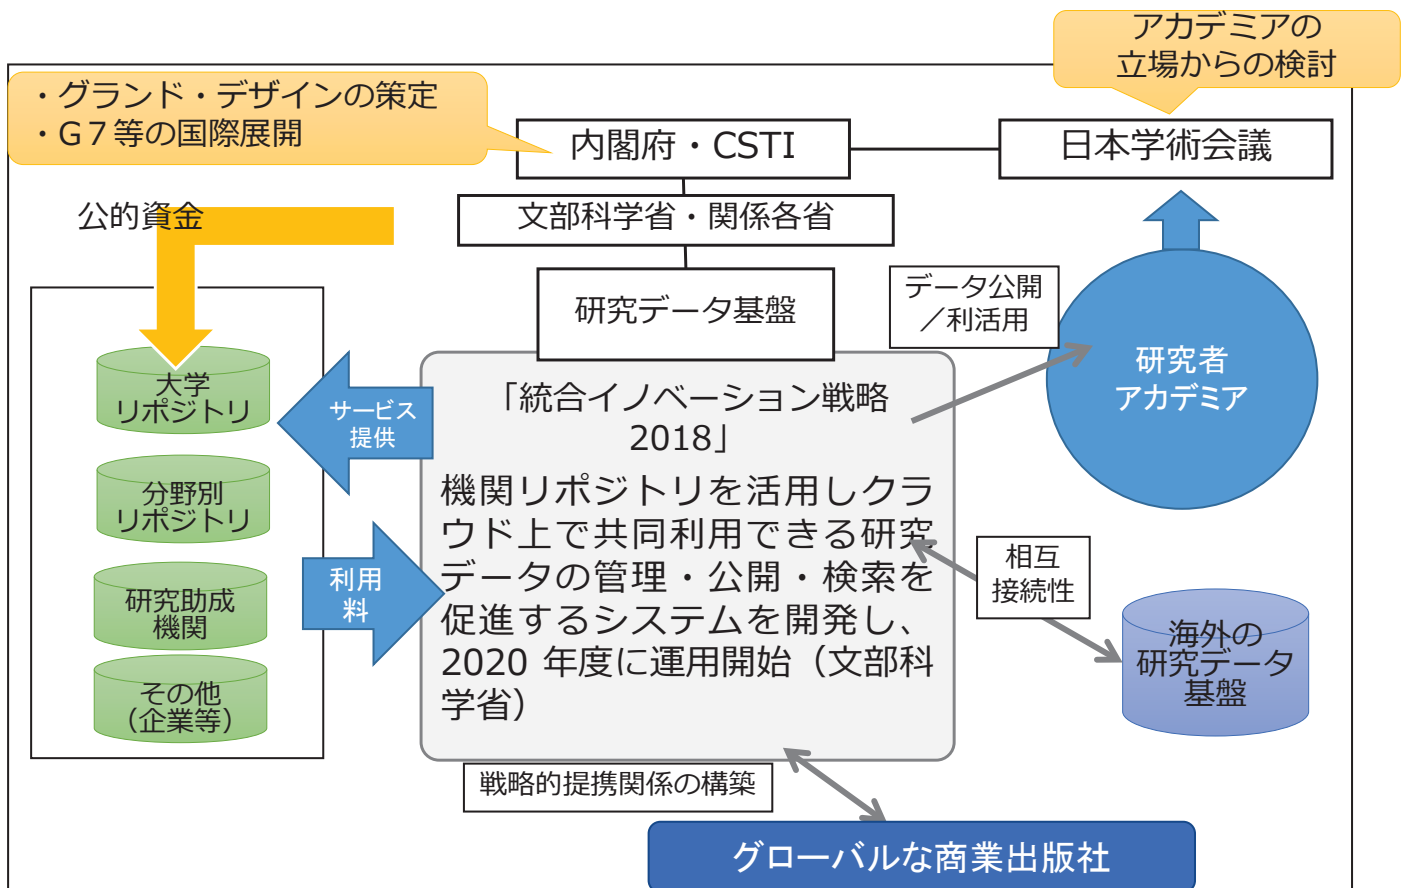 アカデミアの
立場からの検討
・グランド・デザインの策定
・G7等の国際展開
内閣府・CSTI
日本学術会議
公的資金
文部科学省・関係各省
研究データ基盤
データ公開
／利活用
研究者
アカデミア
大学
リポジトリ
分野別
リポジトリ
研究助成
機関
その他
（企業等）
サービス
提供
利用
料
「統合イノベーション戦略
2018」
機関リポジトリを活用しクラ
ウド上で共同利用できる研究
データの管理・公開・検索を
促進するシステムを開発し、
2020 年度に運用開始（文部科
学省）
相互
接続性
海外の
研究データ
基盤
戦略的提携関係の構築
グローバルな商業出版社